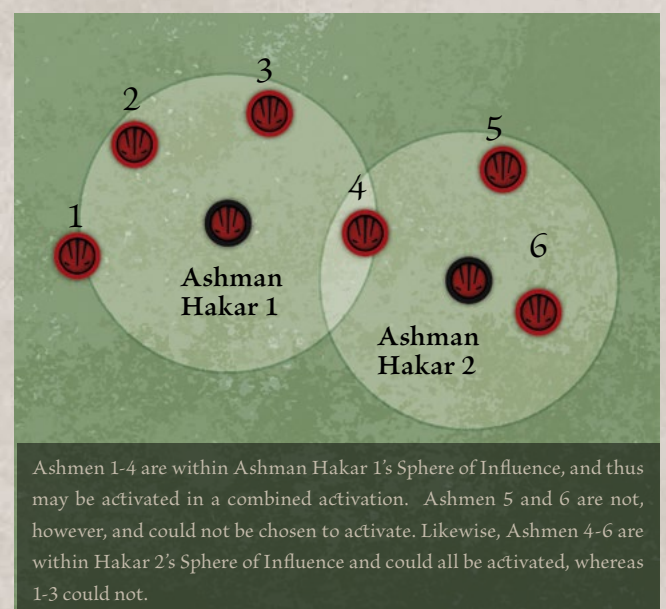 3
2
5
4
1
6
Ashman
Hakar 1
Ashman
Hakar 2
Ashmen 1-4 are within Ashman Hakar 1’s Sphere of Influence, and thus
may be activated in a combined activation.  Ashmen 5 and 6 are not,
however, and could not be chosen to activate. Likewise, Ashmen 4-6 are
within Hakar 2’s Sphere of Influence and could all be activated, whereas
1-3 could not.